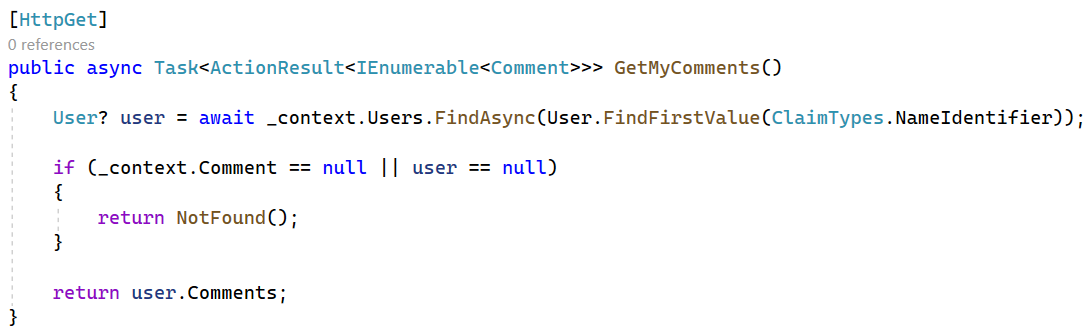 [HttpGet]
0 references
public async Task<ActionResult<IEnumerable<Comment>>> GetMyComments()
{
    User? user = await _context.Users.FindAsync(User.FindFirstValue(ClaimTypes.NameIdentifier));
    if (_context.Comment == null || user == null)
    {
        return NotFound();
    }
    return user.Comments;
}